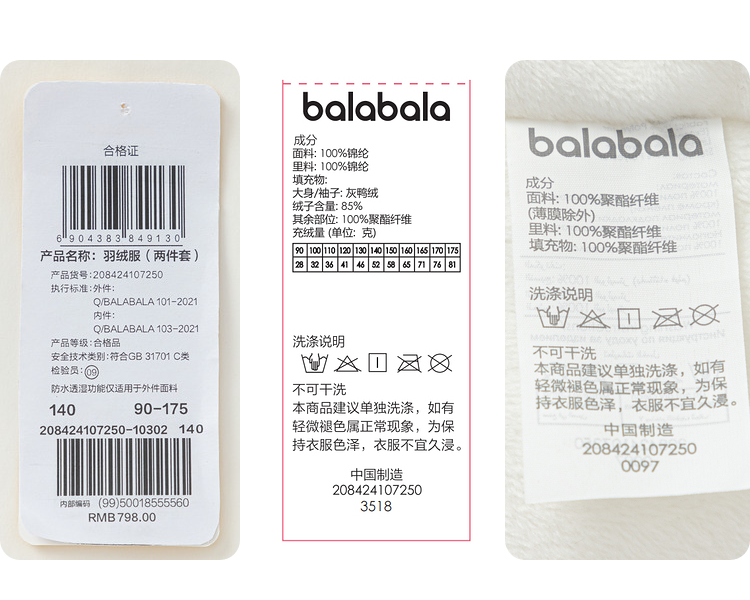 合格证
6 904383 849130
产品名称: 羽绒服（两件套）
产品货号:208424107250
执行标准:外件:
Q/BALABALA 101-2021
内件:
Q/BALABALA 103-2021
产品等级:合格品
安全技术类别:符合GB 31701 C类
检验员:09
防水透湿功能仅适用于外件面料
140 90-175
208424107250-10302 140
内部编码 (99)50018555560
RMB798.00
balabala
成分
面料: 100%锦纶
里料: 100%锦纶
填充物:
大身/袖子: 灰鸭绒
绒子含量: 85%
其余部位: 100%聚酯纤维
充绒量 (单位: 克)
90 100 110 120 130 140 150 160 165 170 175
28 32 36 41 46 52 58 65 71 76 81
洗涤说明
不可干洗
本商品建议单独洗涤，如有
轻微褪色属正常现象，为保
持衣服色泽，衣服不宜久浸。
中国制造
208424107250
3518
balabala
成分
面料: 100%聚酯纤维
(薄膜除外)
里料: 100%聚酯纤维
填充物: 100%聚酯纤维
洗涤说明
不可干洗
本商品建议单独洗涤，如有
轻微褪色属正常现象，为保
持衣服色泽，衣服不宜久浸。
中国制造
208424107250
0097